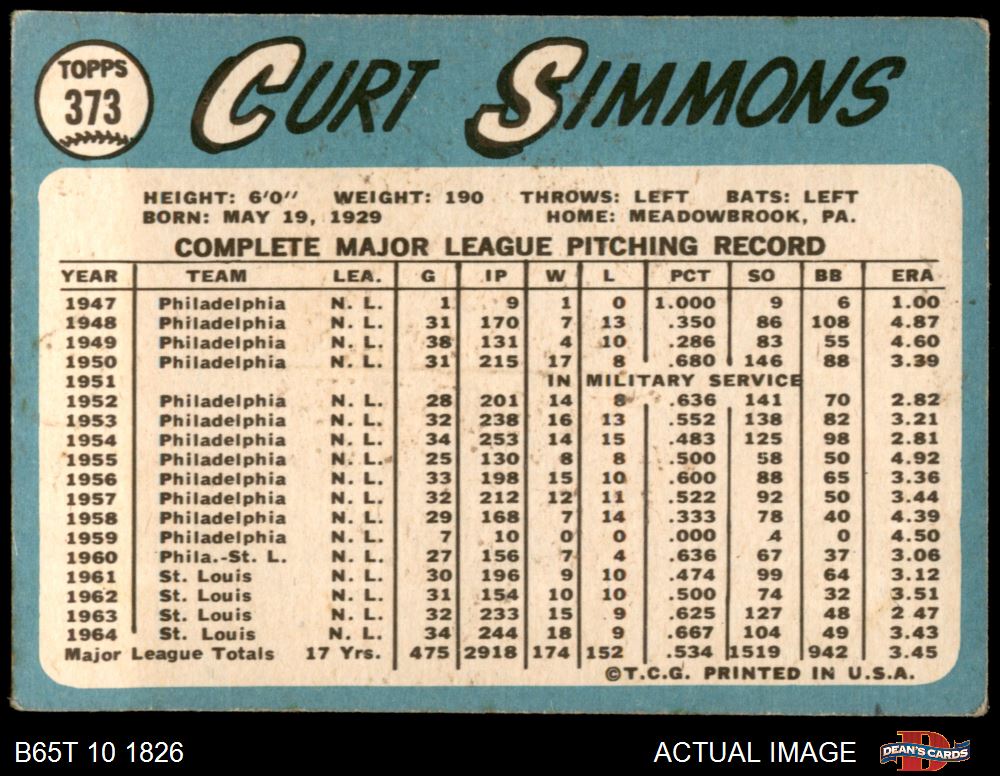 TOPPS
373
CURT SIMMONS
HEIGHT: 6'0" WEIGHT: 190 THROWS: LEFT BATS: LEFT
BORN: MAY 19, 1929 HOME: MEADOWBROOK, PA.
COMPLETE MAJOR LEAGUE PITCHING RECORD
YEAR TEAM LEA. G IP W L PCT SO BB ERA
1947 Philadelphia N. L. 1 9 1 0 1.000 9 6 1.00
1948 Philadelphia N. L. 31 170 7 13 .350 86 108 4.87
1949 Philadelphia N. L. 38 131 4 10 .286 83 55 4.60
1950 Philadelphia N. L. 31 215 17 8 .680 146 88 3.39
1951 IN MILITARY SERVICE
1952 Philadelphia N. L. 28 201 14 8 .636 141 70 2.82
1953 Philadelphia N. L. 32 238 16 13 .552 138 82 3.21
1954 Philadelphia N. L. 34 253 14 15 .483 125 98 2.81
1955 Philadelphia N. L. 25 130 8 8 .500 58 50 4.92
1956 Philadelphia N. L. 33 198 15 10 .600 88 65 3.36
1957 Philadelphia N. L. 32 212 12 11 .522 92 50 3.44
1958 Philadelphia N. L. 29 168 7 14 .333 78 40 4.39
1959 Philadelphia N. L. 7 10 0 0 .000 4 0 4.50
1960 Phila.-St. L. N. L. 27 156 7 4 .636 67 37 3.06
1961 St. Louis N. L. 30 196 9 10 .474 99 64 3.12
1962 St. Louis N. L. 31 154 10 10 .500 74 32 3.51
1963 St. Louis N. L. 32 233 15 9 .625 127 48 2 47
1964 St. Louis N. L. 34 244 18 9 .667 104 49 3.43
Major League Totals 17 Yrs. 475 2918 174 152 .534 1519 942 3.45
©T.C.G. PRINTED IN U.S.A.
B65T 10 1826 ACTUAL IMAGE DEAN'S CARDS